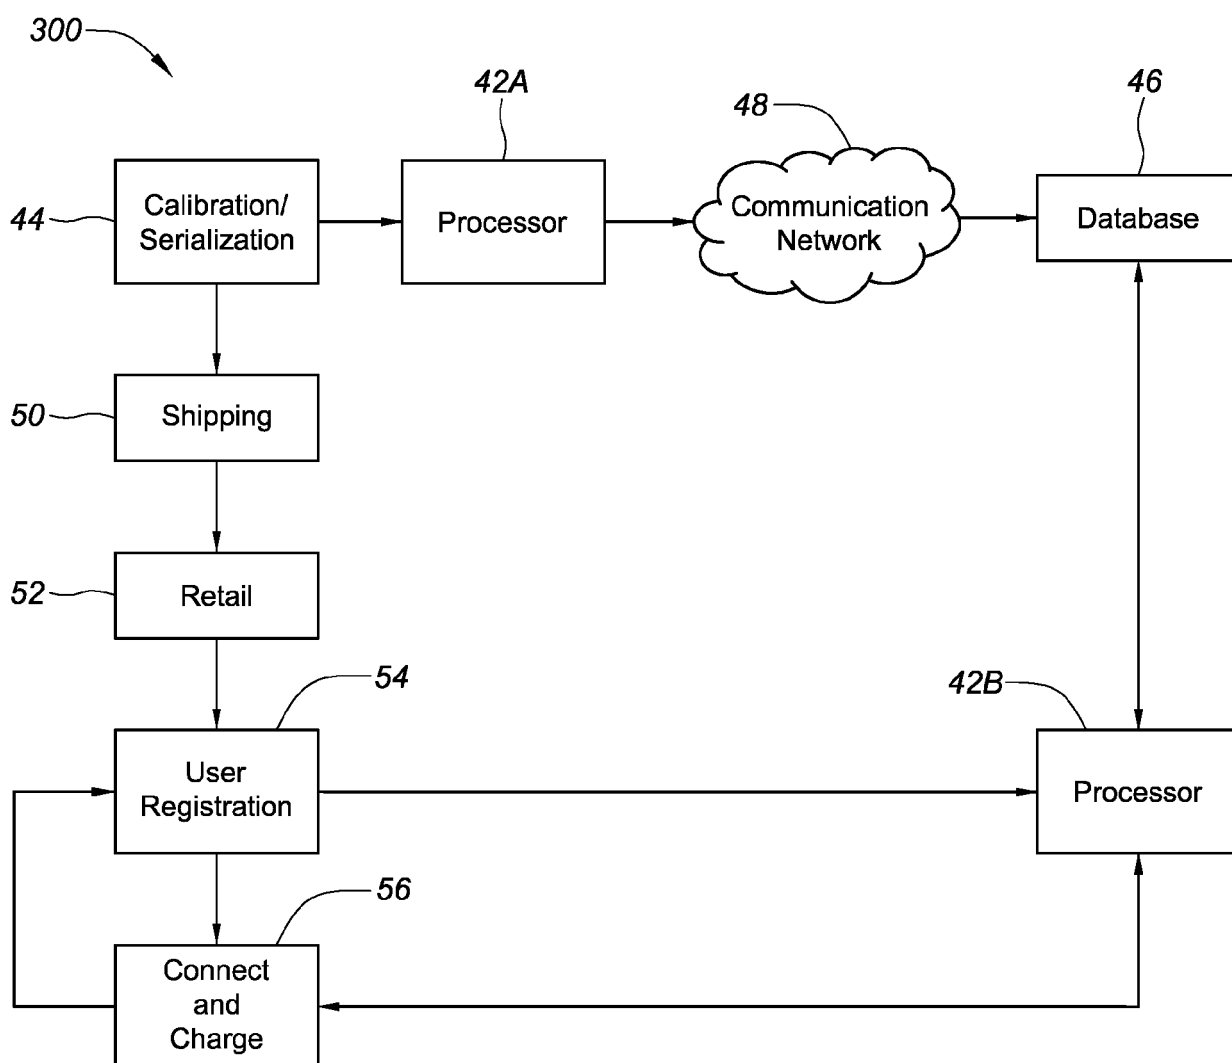 300
42A
48
46
44
Calibration/
Serialization
Processor
Communication
Network
Database
50
Shipping
52
Retail
54
42B
User
Registration
Processor
56
Connect
and
Charge